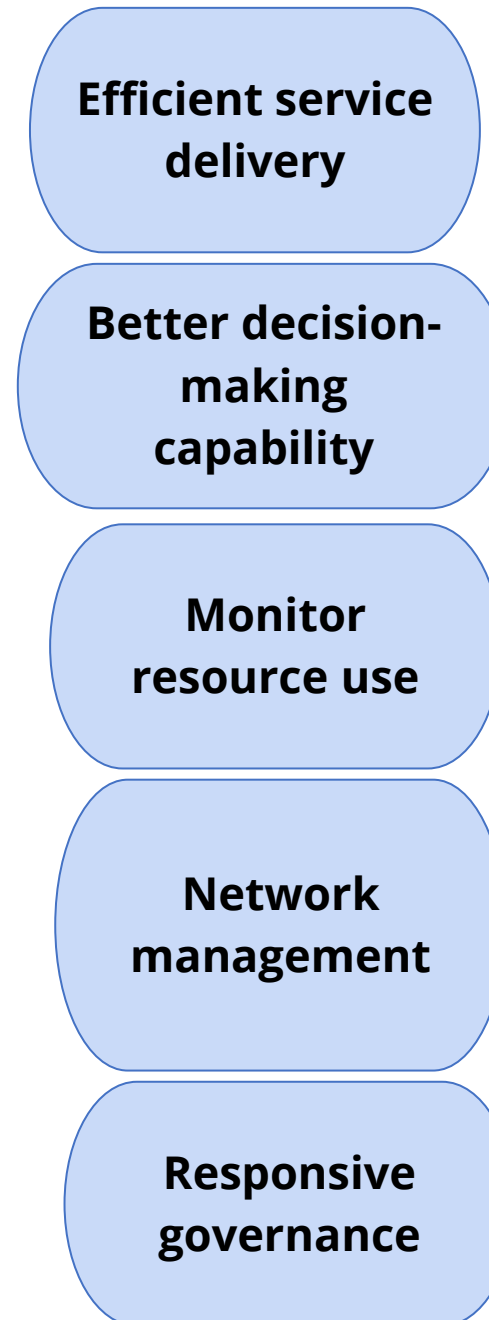 Efficient service
delivery
Better decision-
making
capability
Monitor
resource use
Network
management
Responsive
governance